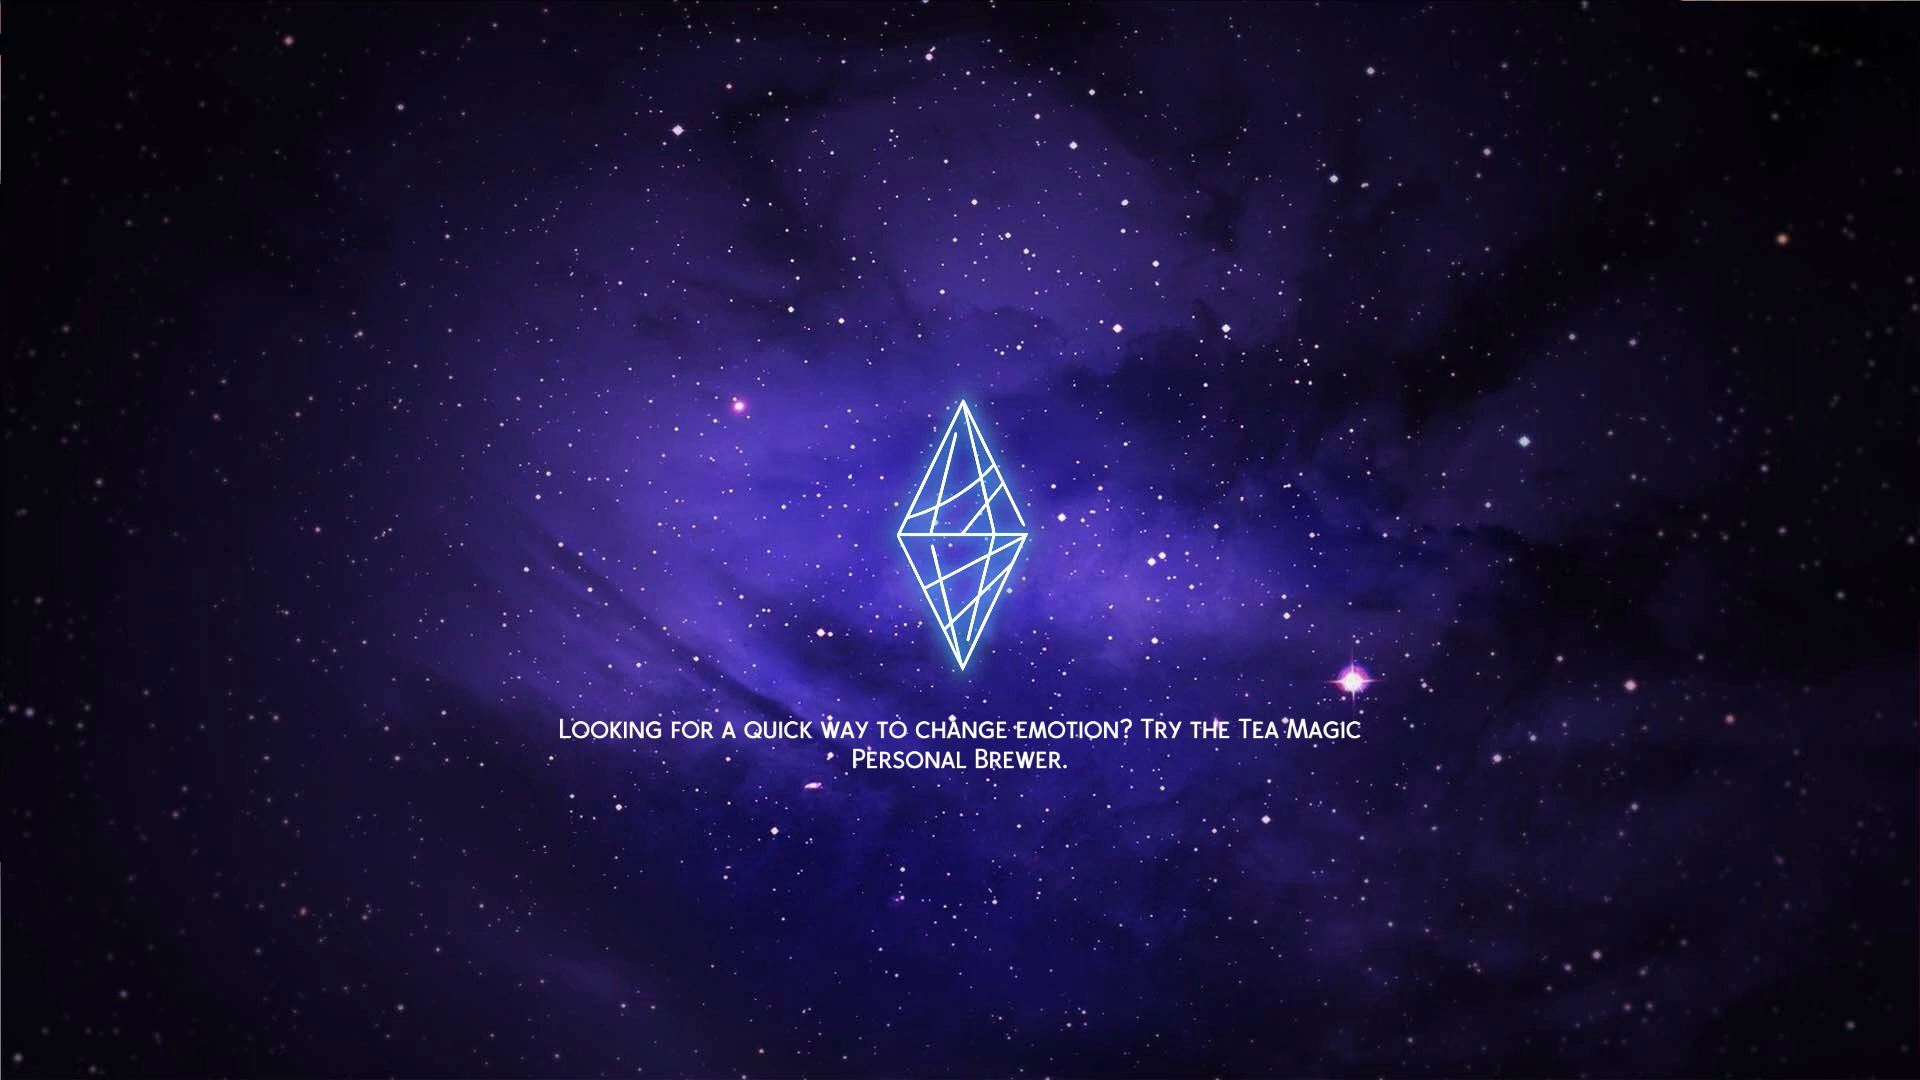 Looking for a quick way to change emotion? Try the Tea Magic
Personal Brewer.